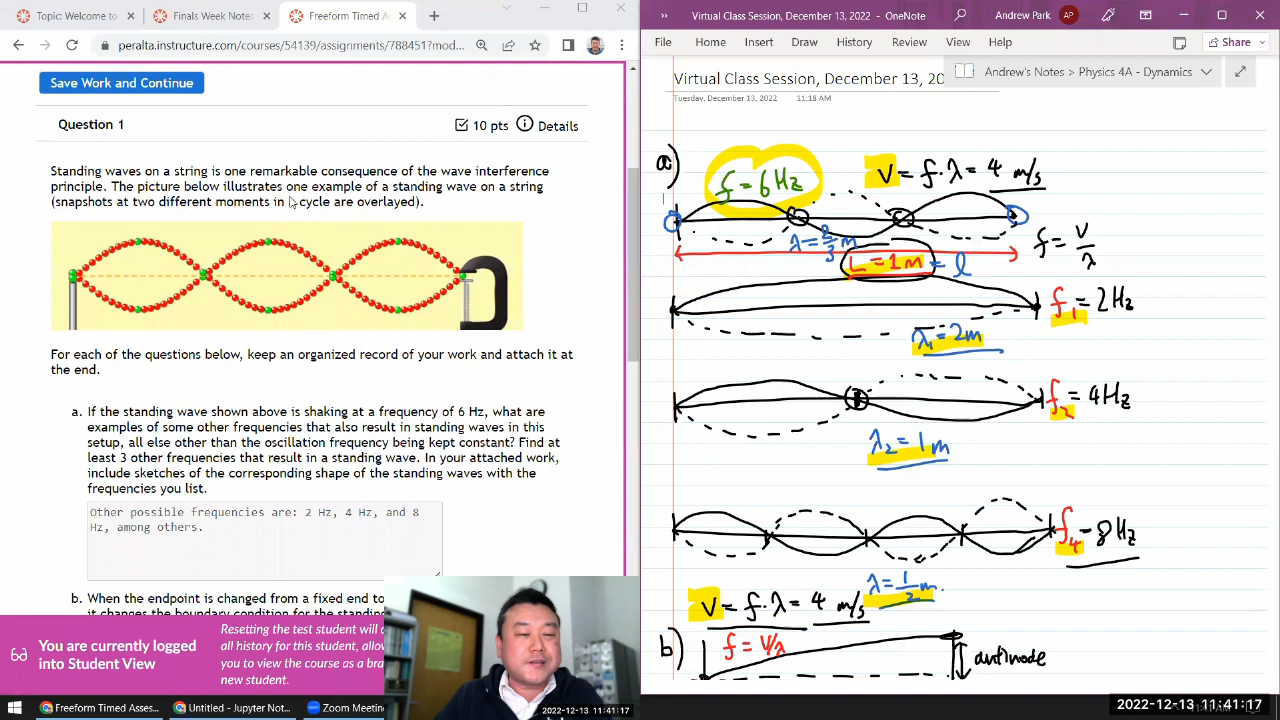 Topic Welcome to
Finals Week Notes
Freeform Timed A
peralta.instructure.com/courses/54139/assignments/788451?mod...
Save Work and Continue
Question 1
10 pts
Details
Standing waves on a string is one remarkable consequence of the wave interference
principle. The picture below illustrates one example of a standing wave on a string
(snapshots at two different moments in a cycle are overlayed).
For each of the questions below, keep an organized record of your work and attach it at
the end.
a. If the standing wave shown above is shaking at a frequency of 6 Hz, what are
examples of some other frequencies that also result in standing waves in this
setup, all else other than the oscillation frequency being kept constant? Find at
least 3 other frequencies that result in a standing wave. In your attached work,
include sketches of the corresponding shape of the standing waves with the
frequencies you list.
Other possible frequencies are: 2 Hz, 4 Hz, and 8
Hz, among others.
b. When the endpoint is changed from a fixed end to
changes the boundary condition for the standing
You are currently logged
into Student View
Resetting the test student will
all history for this student, allow
you to view the course as a bra
new student.
2022-12-13 11:41:17
Freeform Timed Asses...
Untitled - Jupyter Not...
Zoom Meeting
Virtual Class Session, December 13, 2022 - OneNote
Andrew Park
AP
File
Home
Insert
Draw
History
Review
View
Help
Share
Virtual Class Session, December 13, 20
Andrew's Notes > Physics 4A - Dynamics
Tuesday, December 13, 2022
11:18 AM
a)
f = 6 Hz
v = f · λ = 4 m/s
λ = 2/3 m
f = v/λ
L = 1 m = l
f1 = 2 Hz
λ1 = 2m
f2 = 4 Hz
λ2 = 1 m
f4 = 8 Hz
λ = 1/2 m.
v = f · λ = 4 m/s
b)
f = v/λ
antinode
2022-12-13 11:41:17